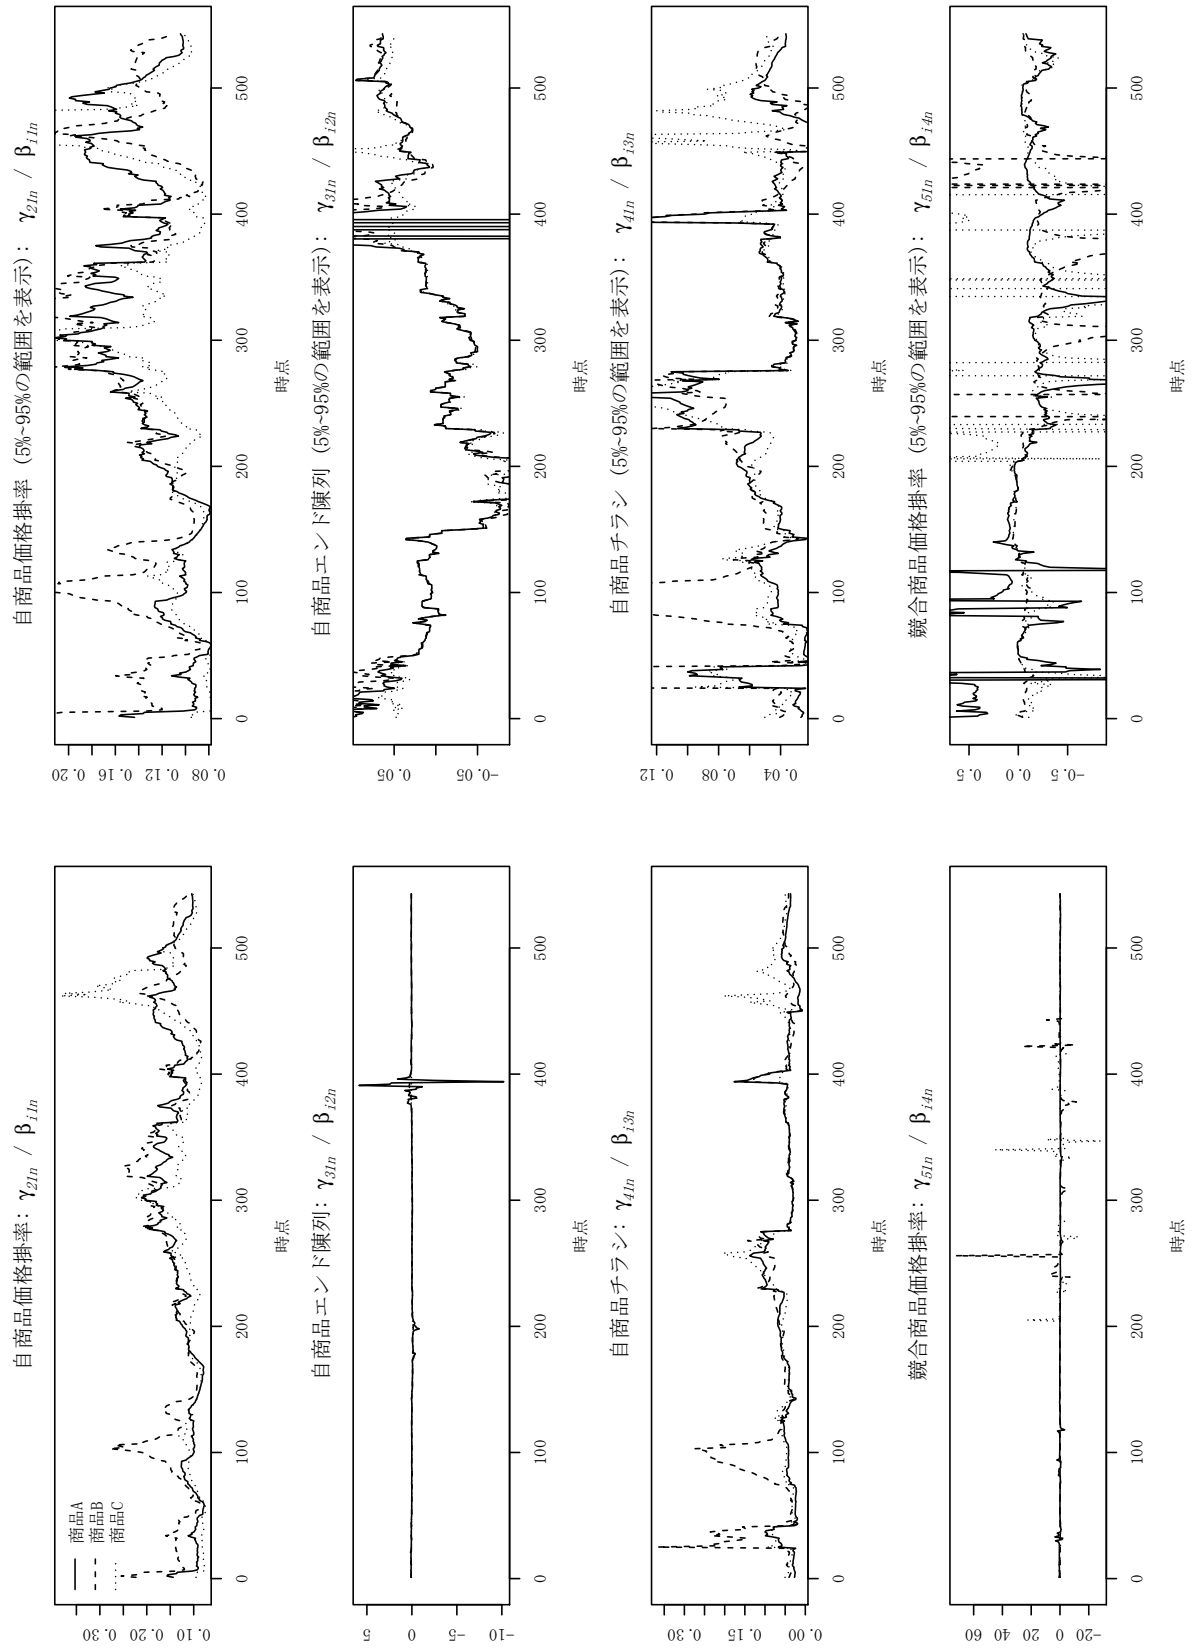 自商品価格掛率: γ21n / βi1n
0.30
0.20
0.10
商品A
商品B
商品C
0 100 200 300 400 500
時点
自商品価格掛率 (5%~95%の範囲を表示): γ21n / βi1n
0.20
0.16
0.12
0.08
0 100 200 300 400 500
時点
自商品エンド陳列: γ31n / βi2n
5
0
-5
-10
0 100 200 300 400 500
時点
自商品エンド陳列 (5%~95%の範囲を表示): γ31n / βi2n
0.05
-0.05
0 100 200 300 400 500
時点
自商品チラシ: γ41n / βi3n
0.30
0.15
0.00
0 100 200 300 400 500
時点
自商品チラシ (5%~95%の範囲を表示): γ41n / βi3n
0.12
0.08
0.04
0 100 200 300 400 500
時点
競合商品価格掛率: γ51n / βi4n
60
40
20
0
-20
0 100 200 300 400 500
時点
競合商品価格掛率 (5%~95%の範囲を表示): γ51n / βi4n
0.5
0.0
-0.5
0 100 200 300 400 500
時点